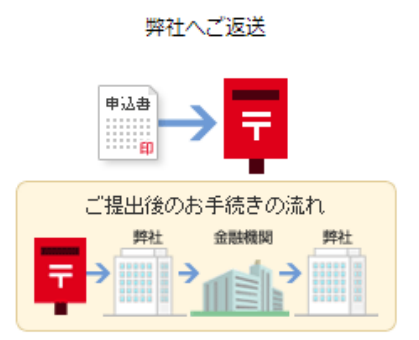 弊社へご返送
申込書
印
ご提出後のお手続きの流れ
弊社
金融機関
弊社